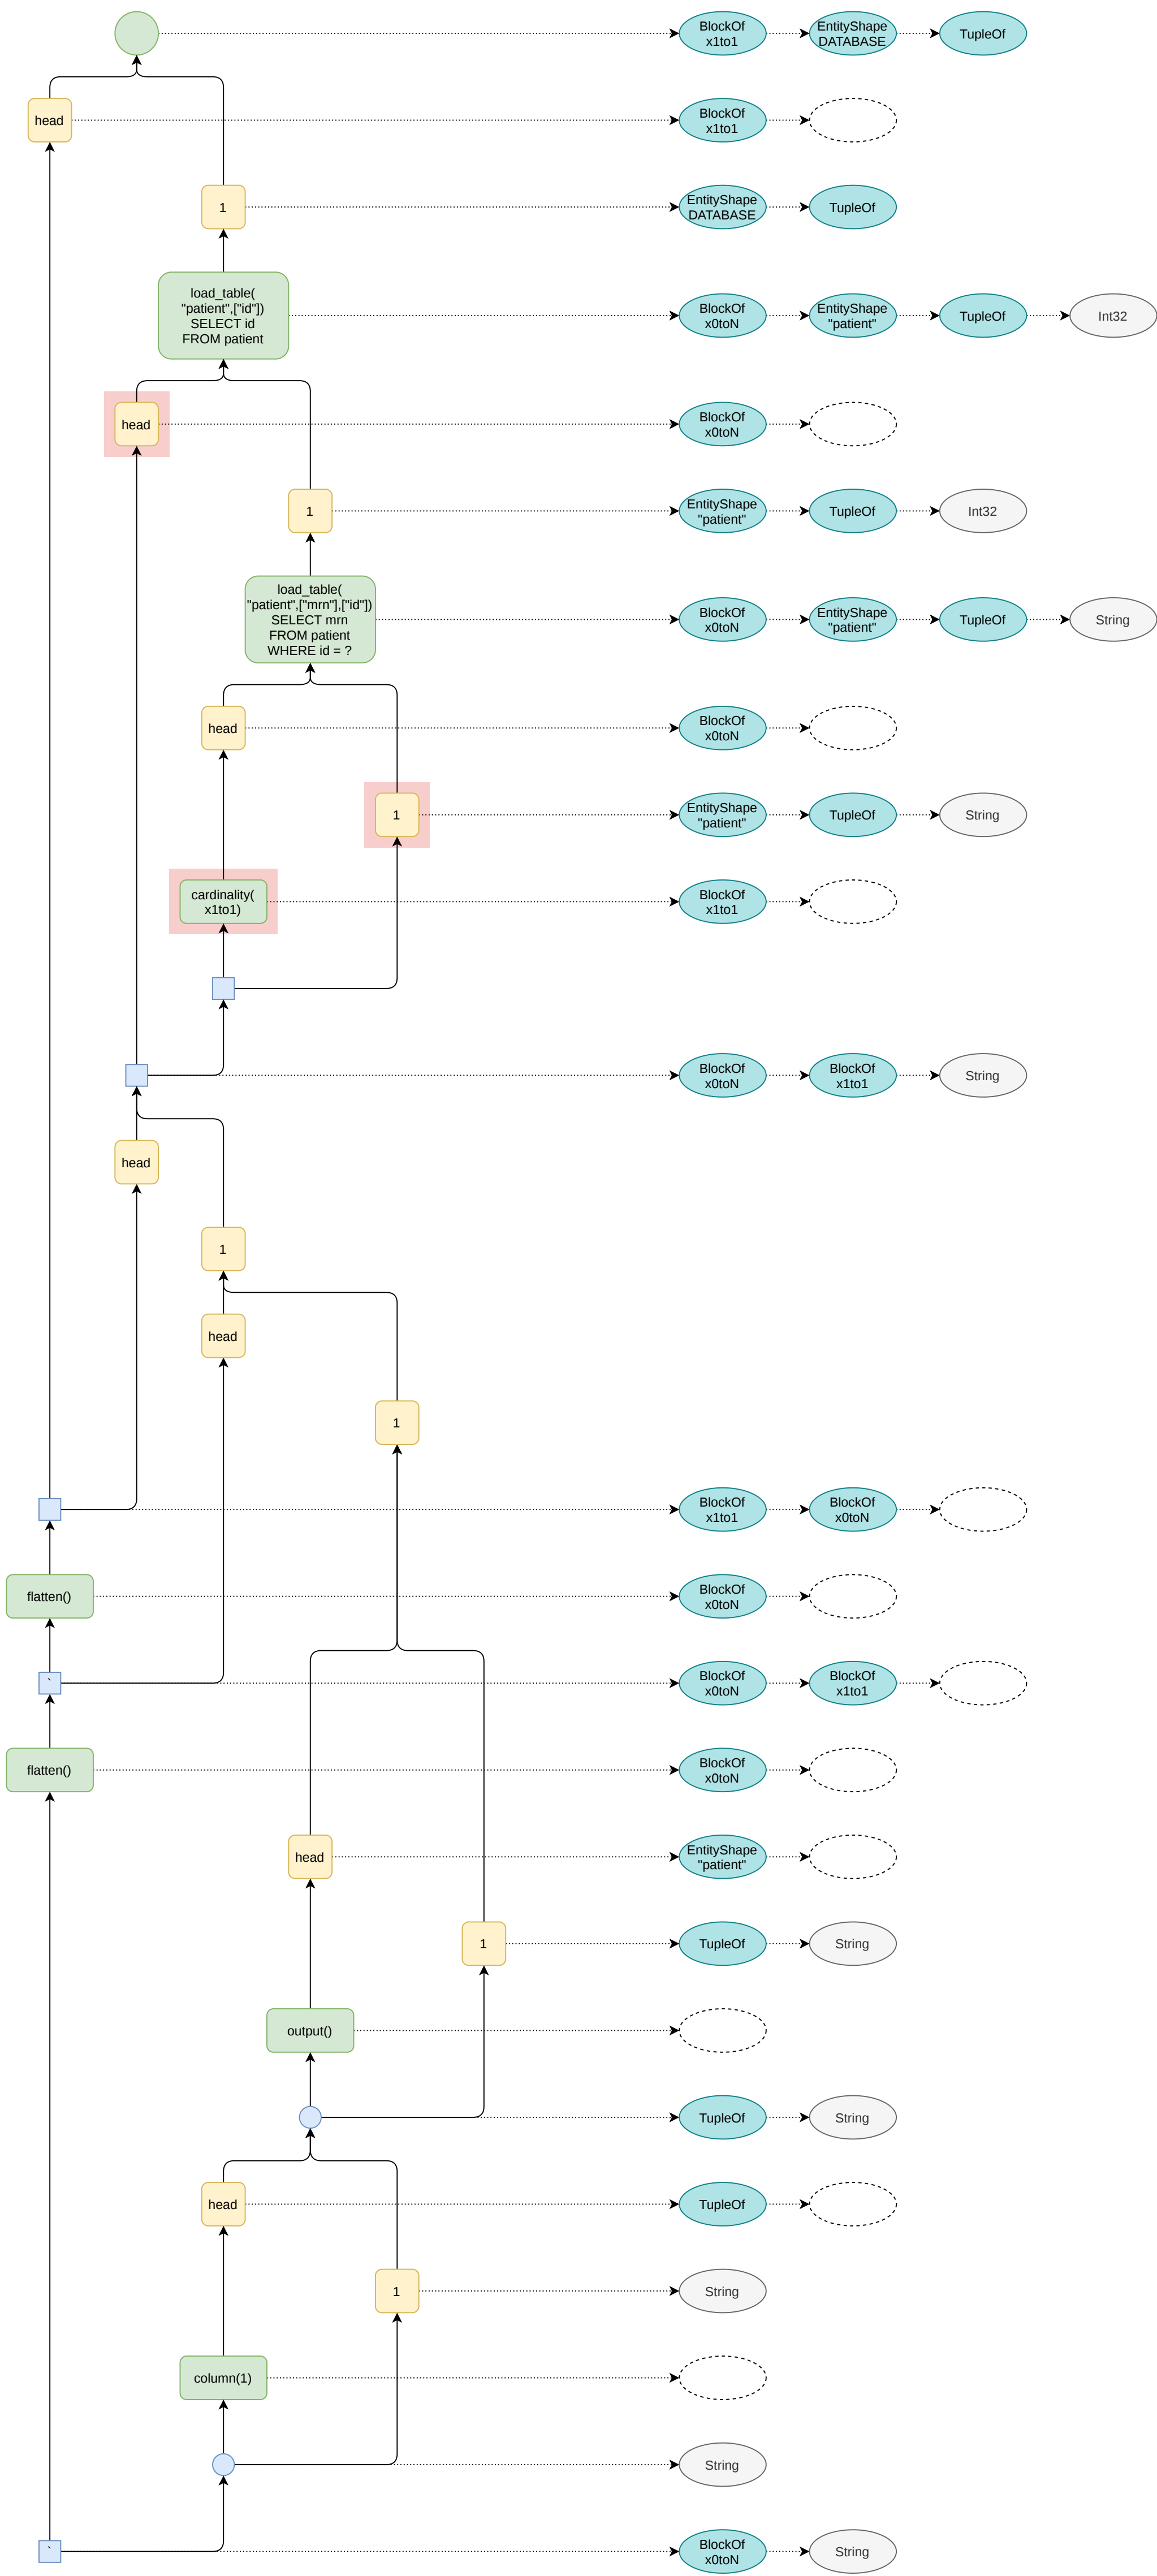 BlockOf
x1to1
EntityShape
DATABASE
TupleOf
head
BlockOf
x1to1
1
EntityShape
DATABASE
TupleOf
load_table(
"patient",["id"])
SELECT id
FROM patient
BlockOf
x0toN
EntityShape
"patient"
TupleOf
Int32
head
BlockOf
x0toN
1
EntityShape
"patient"
TupleOf
Int32
load_table(
"patient",["mrn"],["id"])
SELECT mrn
FROM patient
WHERE id = ?
BlockOf
x0toN
EntityShape
"patient"
TupleOf
String
head
BlockOf
x0toN
1
EntityShape
"patient"
TupleOf
String
cardinality(
x1to1)
BlockOf
x1to1
BlockOf
x0toN
BlockOf
x1to1
String
head
1
head
1
BlockOf
x1to1
BlockOf
x0toN
flatten()
BlockOf
x0toN
`
BlockOf
x0toN
BlockOf
x1to1
flatten()
BlockOf
x0toN
head
EntityShape
"patient"
1
TupleOf
String
output()
TupleOf
String
head
TupleOf
1
String
column(1)
String
`
BlockOf
x0toN
String